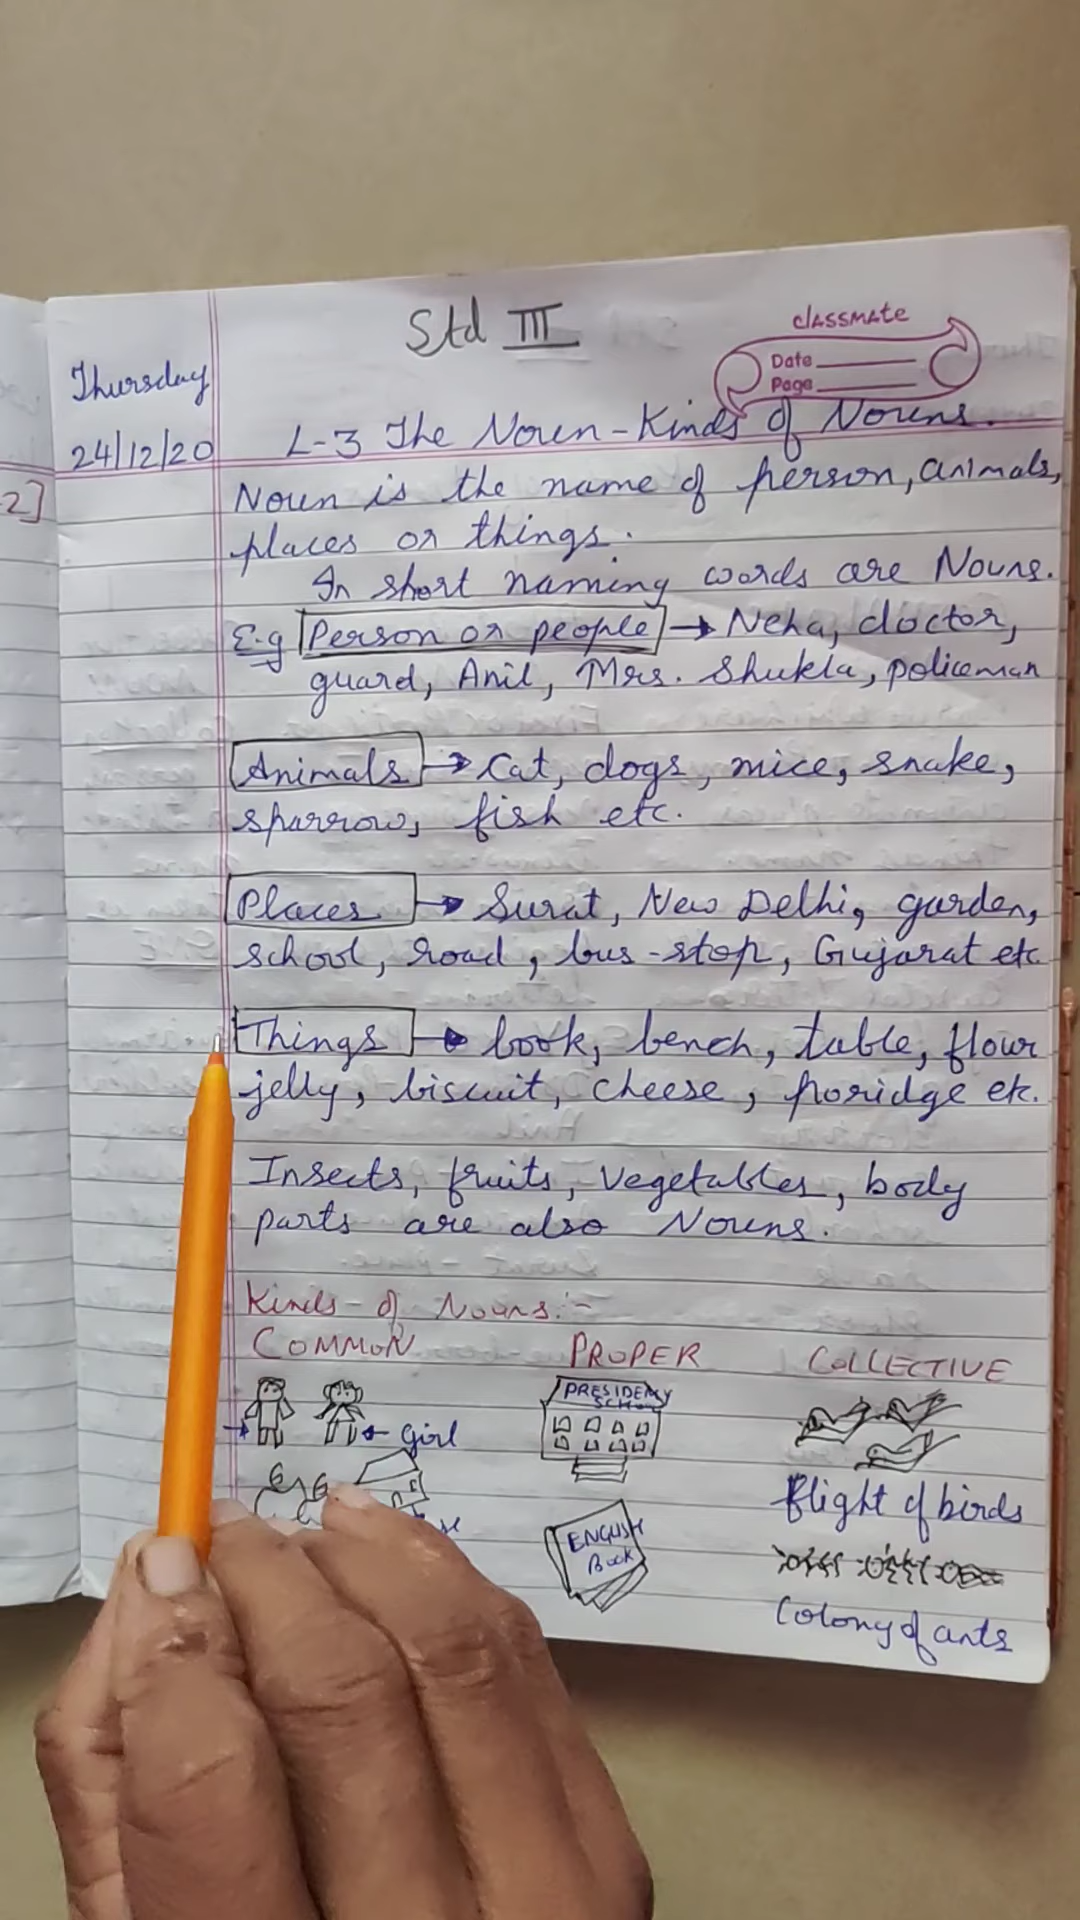 Std III
classmate
Date
Page
Thursday
24/12/20
L-3 The Noun-Kinds of Nouns.
2]
Noun is the name of person, animals,
places or things.
In short naming words are Nouns.
E.g Person or people → Neha, doctor,
guard, Anil, Mrs. Shukla, policeman
Animals → Cat, dogs, mice, snake,
sparrow, fish etc.
Places → Surat, New Delhi, garden,
school, road, bus-stop, Gujarat etc
Things → book, bench, table, flour
jelly, biscuit, cheese, poridge etc.
Insects, fruits, vegetables, body
parts are also Nouns.
Kinds-of Nouns:-
COMMON PROPER COLLECTIVE
PRESIDENCY
SCHOOL
Girl
flight of birds
ENGLISH
Book
Colony of ants